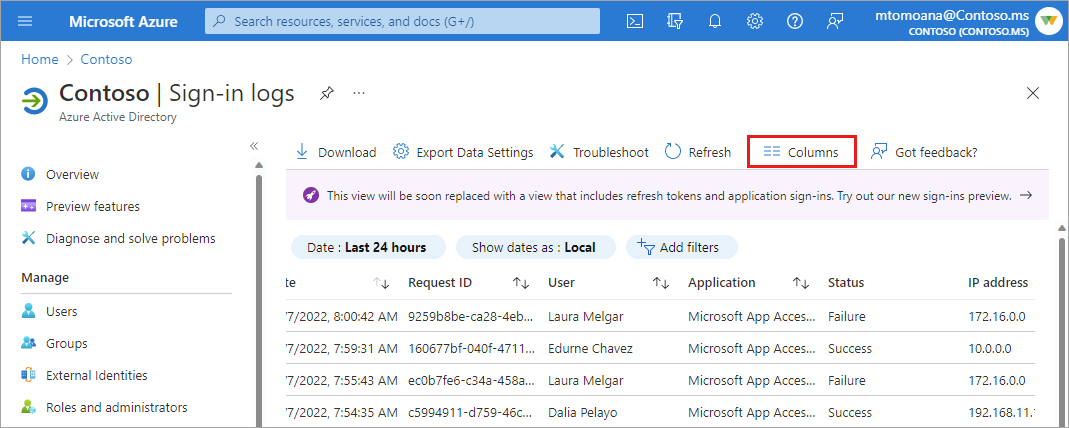 Microsoft Azure
Search resources, services, and docs (G+/)
mtomoana@Contoso.ms
CONTOSO (CONTOSO.MS)
Home > Contoso
Contoso | Sign-in logs
Azure Active Directory
Download Export Data Settings Troubleshoot Refresh Columns Got feedback?
Overview
Preview features
Diagnose and solve problems
Manage
Users
Groups
External Identities
Roles and administrators
This view will be soon replaced with a view that includes refresh tokens and application sign-ins. Try out our new sign-ins preview. →
Date : Last 24 hours Show dates as : Local Add filters
te Request ID User Application Status IP address
/7/2022, 8:00:42 AM 9259b8be-ca28-4eb... Laura Melgar Microsoft App Acces... Failure 172.16.0.0
/7/2022, 7:59:31 AM 160677bf-040f-4711... Edurne Chavez Microsoft App Acces... Success 10.0.0.0
/7/2022, 7:55:43 AM ec0b7fe6-c34a-458a... Laura Melgar Microsoft App Acces... Failure 172.16.0.0
/7/2022, 7:54:35 AM c5994911-d759-46c... Dalia Pelayo Microsoft App Acces... Success 192.168.11.